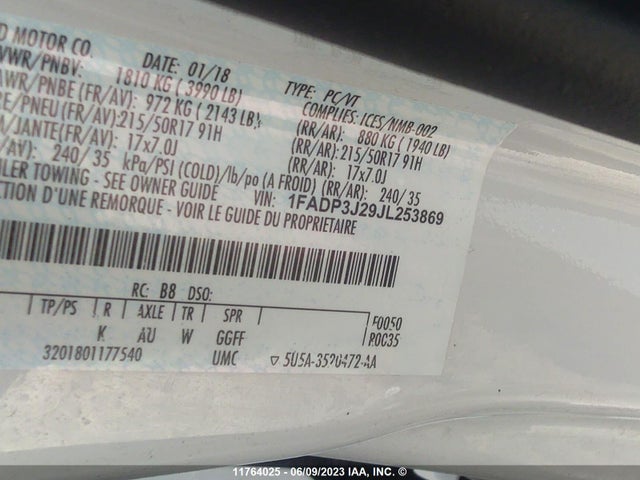 D MOTOR CO.
DATE: 01/18
TYPE: PC/VT
VWR/PNBV: 1810 KG ( 3990 LB)
COMPLIES: ICES/NMB-002
AWR/PNBE (FR/AV): 972 KG ( 2143 LB), (RR/AR): 880 KG ( 1940 LB)
RE/PNEU (FR/AV): 215/50R17 91H (RR/AR): 215/50R17 91H
M/JANTE (FR/AV): 17x7.0J (RR/AR): 17x7.0J
/AV): 240/ 35 kPa/PSI (COLD)/lb/po (A FROID) (RR/AR): 240/ 35
ILER TOWING - SEE OWNER GUIDE VIN: 1FADP3J29JL253869
CTION D'UNE REMORQUE - VOIR LE GUIDE DU PROPRIETAIRE
RC: B8 DSO:
TP/PS R AXLE TR SPR F0050
K AU W GGFF R0C35
3201801177540 UMC ▽ 5U5A-3520472-AA
11764025 - 06/09/2023 IAA, INC. ©